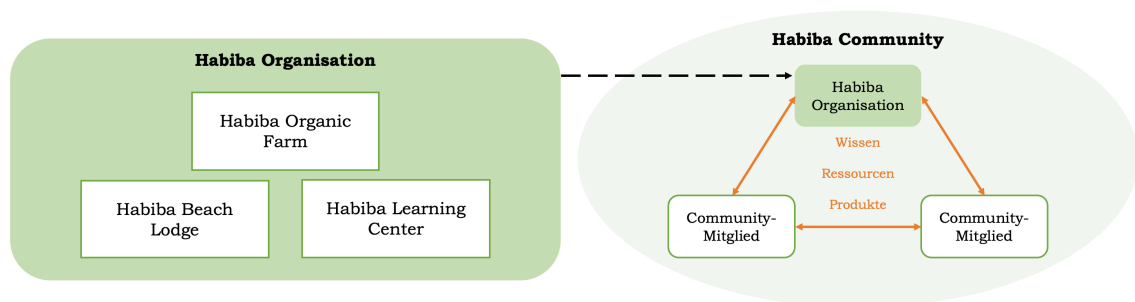 Habiba Organisation
Habiba Organic
Farm
Habiba Beach
Lodge
Habiba Learning
Center
Habiba Community
Habiba
Organisation
Wissen
Ressourcen
Produkte
Community-
Mitglied
Community-
Mitglied